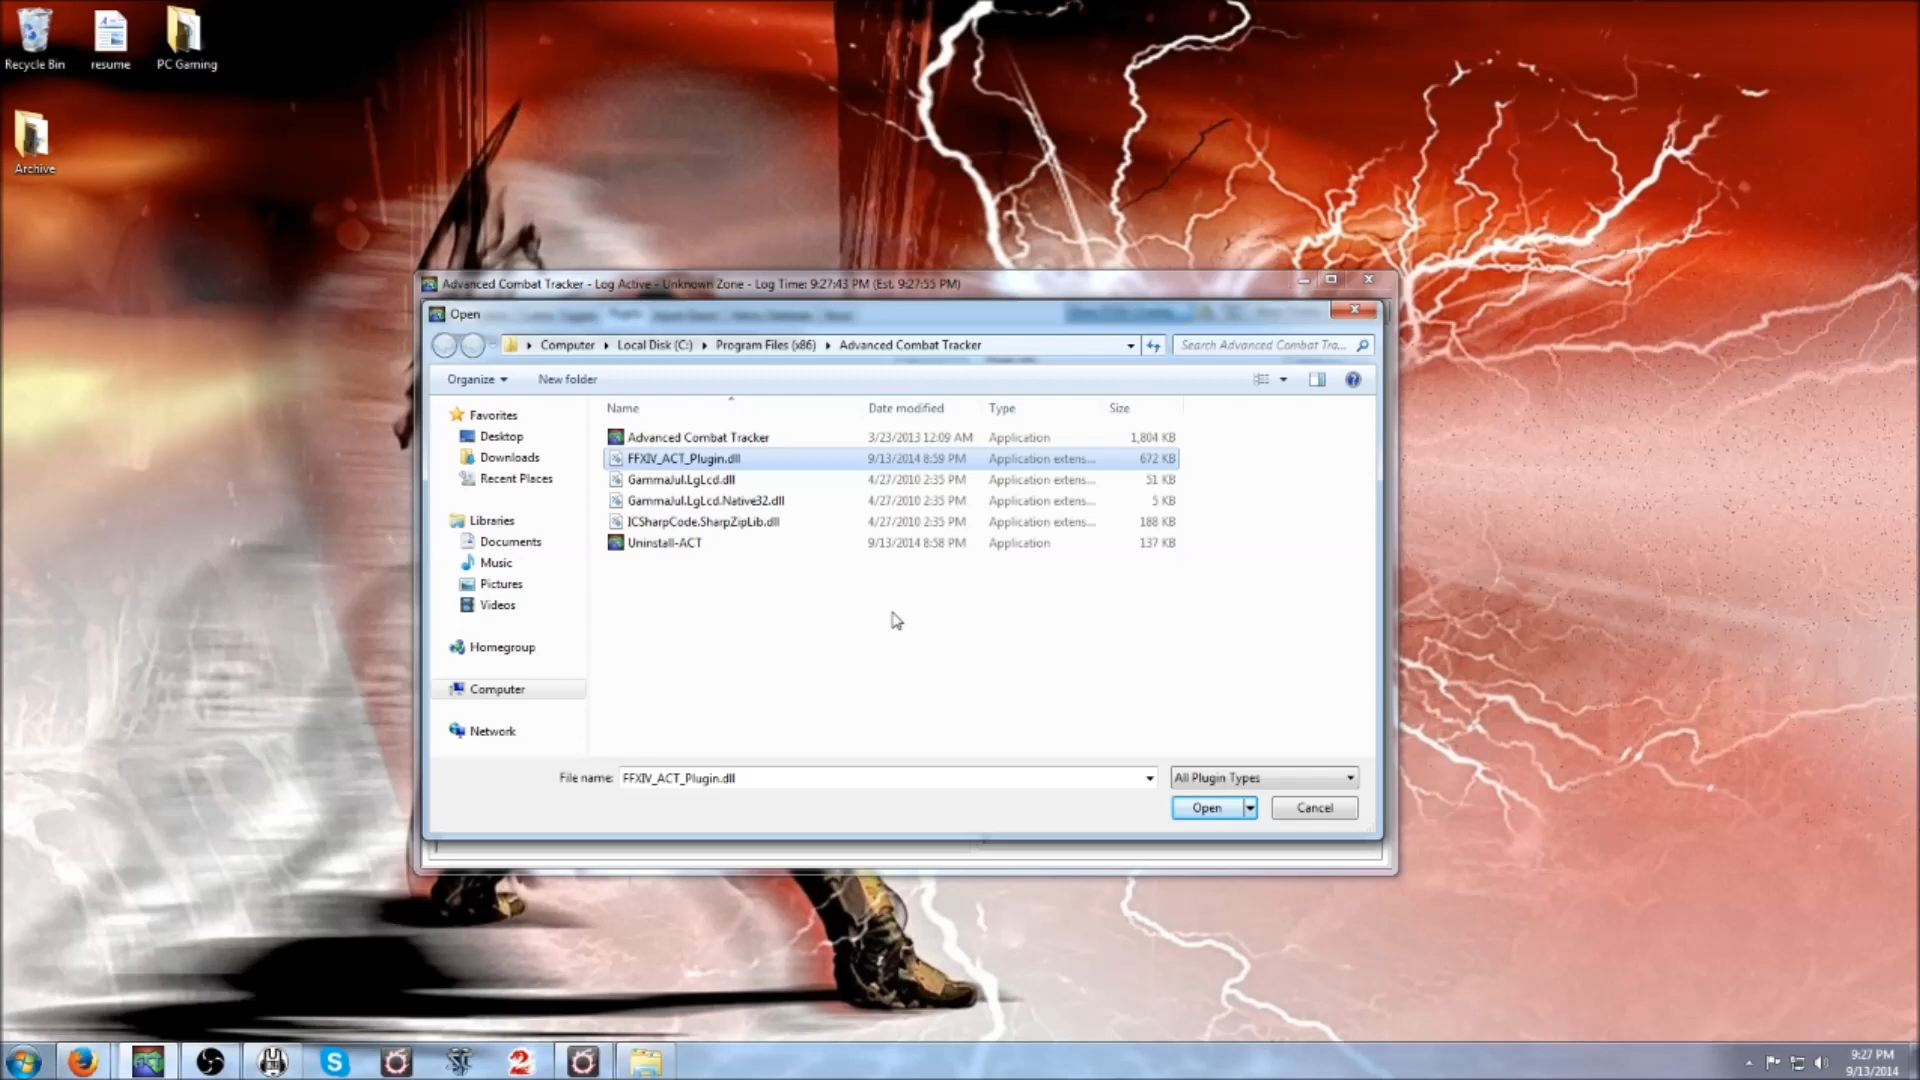 Recycle Bin
resume
PC Gaming
Archive
Advanced Combat Tracker - Log Active - Unknown Zone - Log Time: 9:27:43 PM (Est. 9:27:55 PM)
Open
Computer Local Disk (C:) Program Files (x86) Advanced Combat Tracker
Search Advanced Combat Tra...
Organize New folder
Name Date modified Type Size
Favorites
Desktop
Downloads
Recent Places
Libraries
Documents
Music
Pictures
Videos
Homegroup
Computer
Network
Advanced Combat Tracker 3/23/2013 12:09 AM Application 1,804 KB
FFXIV_ACT_Plugin.dll 9/13/2014 8:59 PM Application extens... 672 KB
GammaJul.LgLcd.dll 4/27/2010 2:35 PM Application extens... 51 KB
GammaJul.LgLcd.Native32.dll 4/27/2010 2:35 PM Application extens... 5 KB
ICSharpCode.SharpZipLib.dll 4/27/2010 2:35 PM Application extens... 188 KB
Uninstall-ACT 9/13/2014 8:58 PM Application 137 KB
File name: FFXIV_ACT_Plugin.dll
All Plugin Types
Open Cancel
9:27 PM
9/13/2014